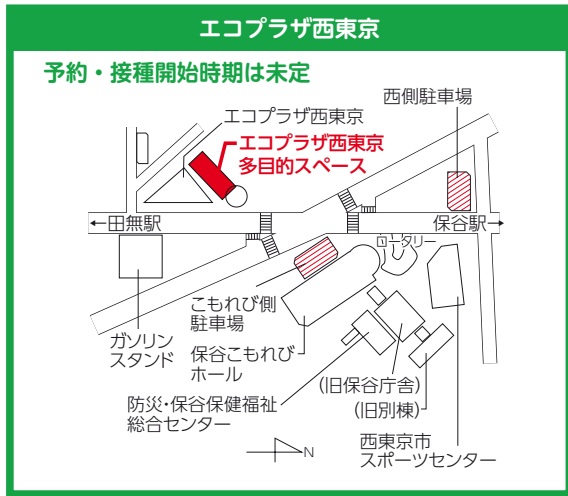 エコプラザ西東京
予約・接種開始時期は未定
西側駐車場
エコプラザ西東京
エコプラザ西東京
多目的スペース
←田無駅
保谷駅→
ロータリー
こもれび側
駐車場
ガソリン
スタンド
保谷こもれび
ホール
(旧保谷庁舎)
防災・保谷保健福祉
総合センター
(旧別棟)
西東京市
スポーツセンター
N